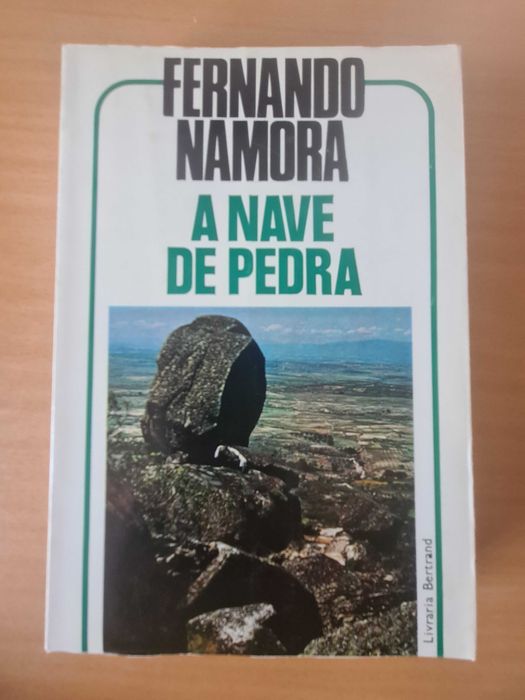 FERNANDO
NAMORA
A NAVE
DE PEDRA
Livraria Bertrand